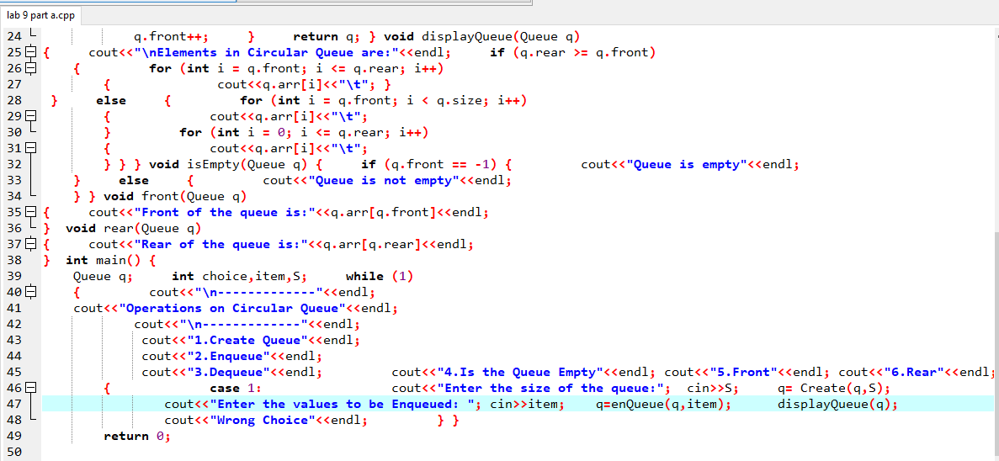 lab 9 part a.cpp
24 q.front++; } return q; } void displayQueue(Queue q)
25 { cout<<"\nElements in Circular Queue are:"<<endl; if (q.rear >= q.front)
26 { for (int i = q.front; i <= q.rear; i++)
27 { cout<<q.arr[i]<<"\t"; }
28 } else { for (int i = q.front; i < q.size; i++)
29 { cout<<q.arr[i]<<"\t";
30 } for (int i = 0; i <= q.rear; i++)
31 { cout<<q.arr[i]<<"\t";
32 } } } void isEmpty(Queue q) { if (q.front == -1) { cout<<"Queue is empty"<<endl;
33 } else { cout<<"Queue is not empty"<<endl;
34 } } void front(Queue q)
35 { cout<<"Front of the queue is:"<<q.arr[q.front]<<endl;
36 } void rear(Queue q)
37 { cout<<"Rear of the queue is:"<<q.arr[q.rear]<<endl;
38 } int main() {
39 Queue q; int choice,item,S; while (1)
40 { cout<<"\n-------------"<<endl;
41 cout<<"Operations on Circular Queue"<<endl;
42 cout<<"\n-------------"<<endl;
43 cout<<"1.Create Queue"<<endl;
44 cout<<"2.Enqueue"<<endl;
45 cout<<"3.Dequeue"<<endl; cout<<"4.Is the Queue Empty"<<endl; cout<<"5.Front"<<endl; cout<<"6.Rear"<<endl;
46 { case 1: cout<<"Enter the size of the queue:"; cin>>S; q= Create(q,S);
47 cout<<"Enter the values to be Enqueued: "; cin>>item; q=enQueue(q,item); displayQueue(q);
48 cout<<"Wrong Choice"<<endl; } }
49 return 0;
50